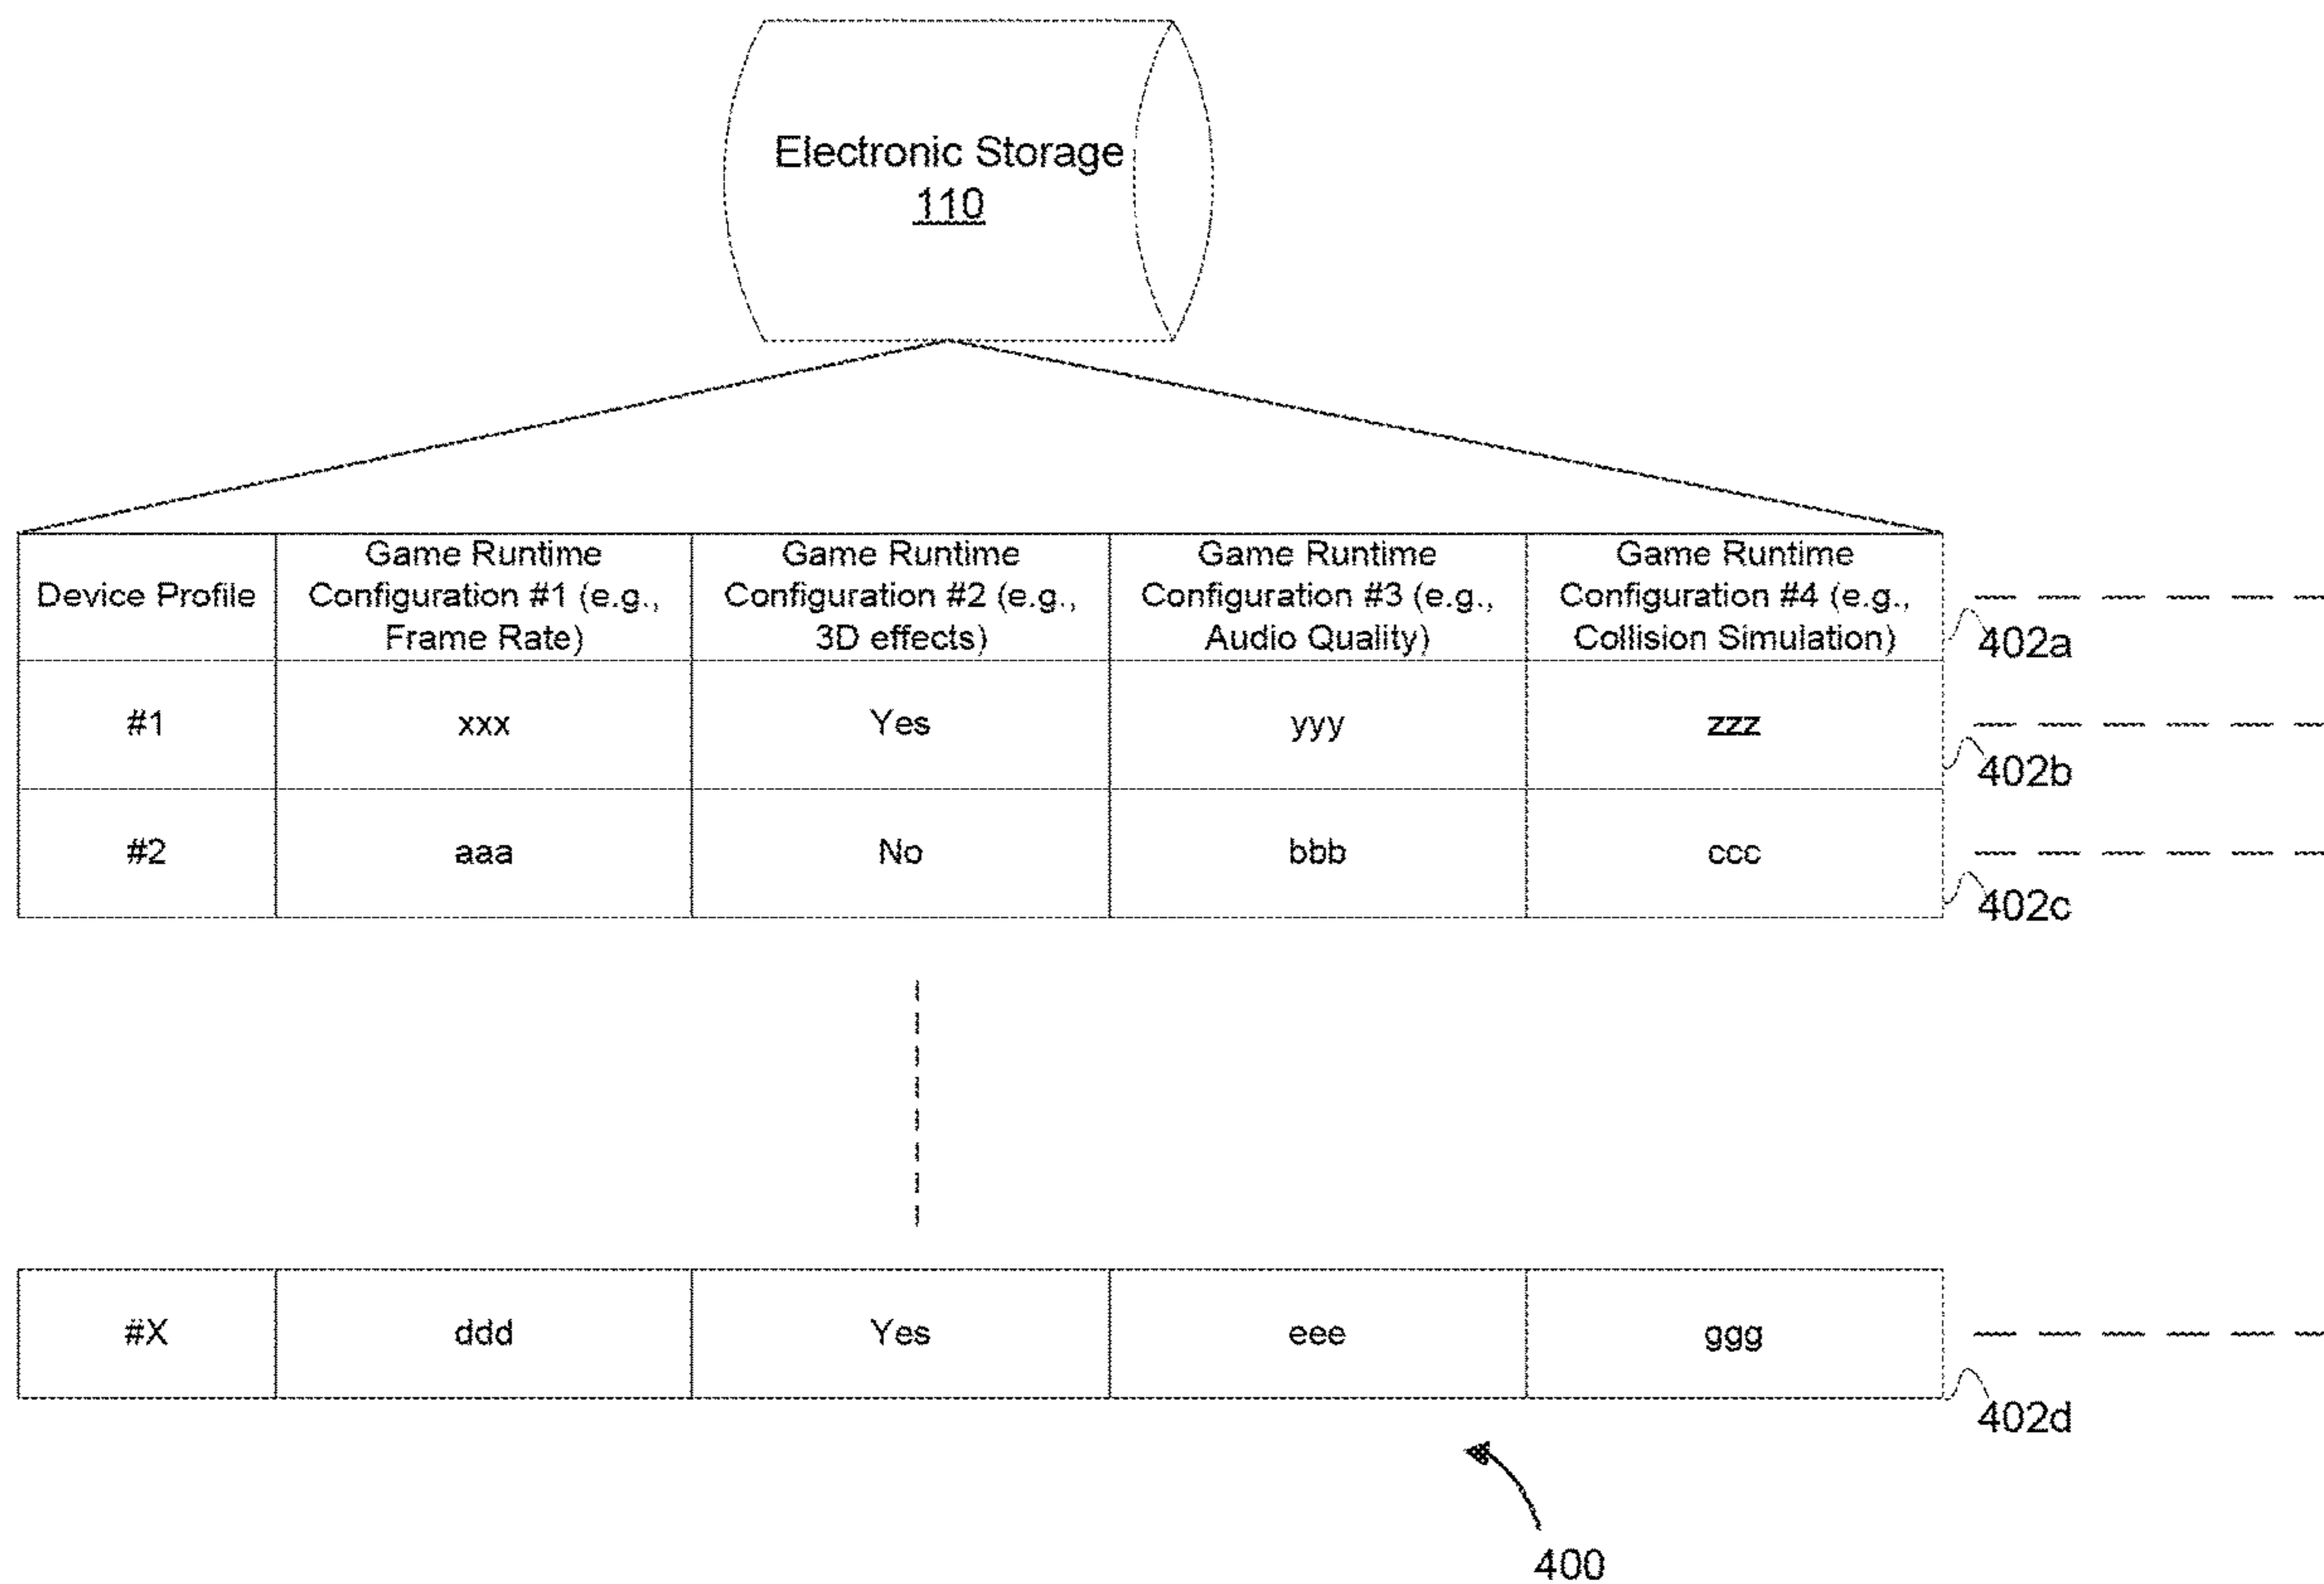 Electronic Storage
110
Device Profile
Game Runtime
Configuration #1 (e.g.,
Frame Rate)
Game Runtime
Configuration #2 (e.g.,
3D effects)
Game Runtime
Configuration #3 (e.g.,
Audio Quality)
Game Runtime
Configuration #4 (e.g.,
Collision Simulation)
402a
#1
xxx
Yes
yyy
zzz
402b
#2
aaa
No
bbb
ccc
402c
#X
ddd
Yes
eee
ggg
402d
400